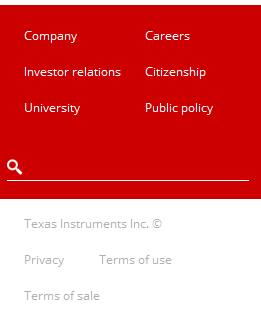 Company Careers
Investor relations Citizenship
University Public policy
Texas Instruments Inc. ©
Privacy Terms of use
Terms of sale